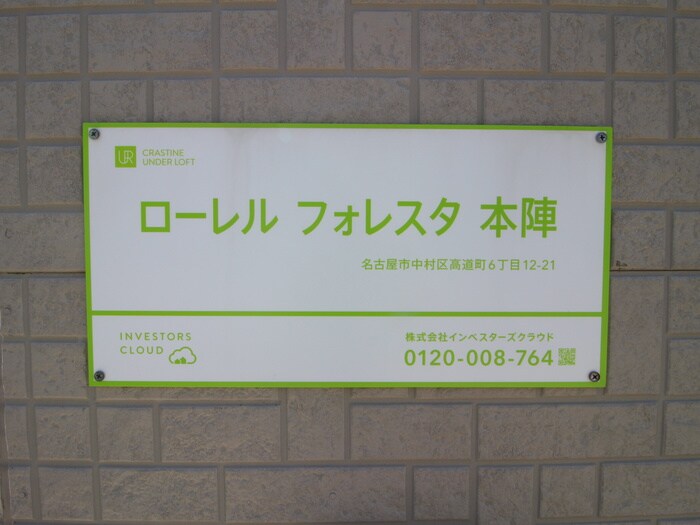 CRASTINE
UNDER LOFT
ローレル フォレスタ 本陣
名古屋市中村区高道町6丁目12-21
INVESTORS
CLOUD
株式会社インベスターズクラウド
0120-008-764